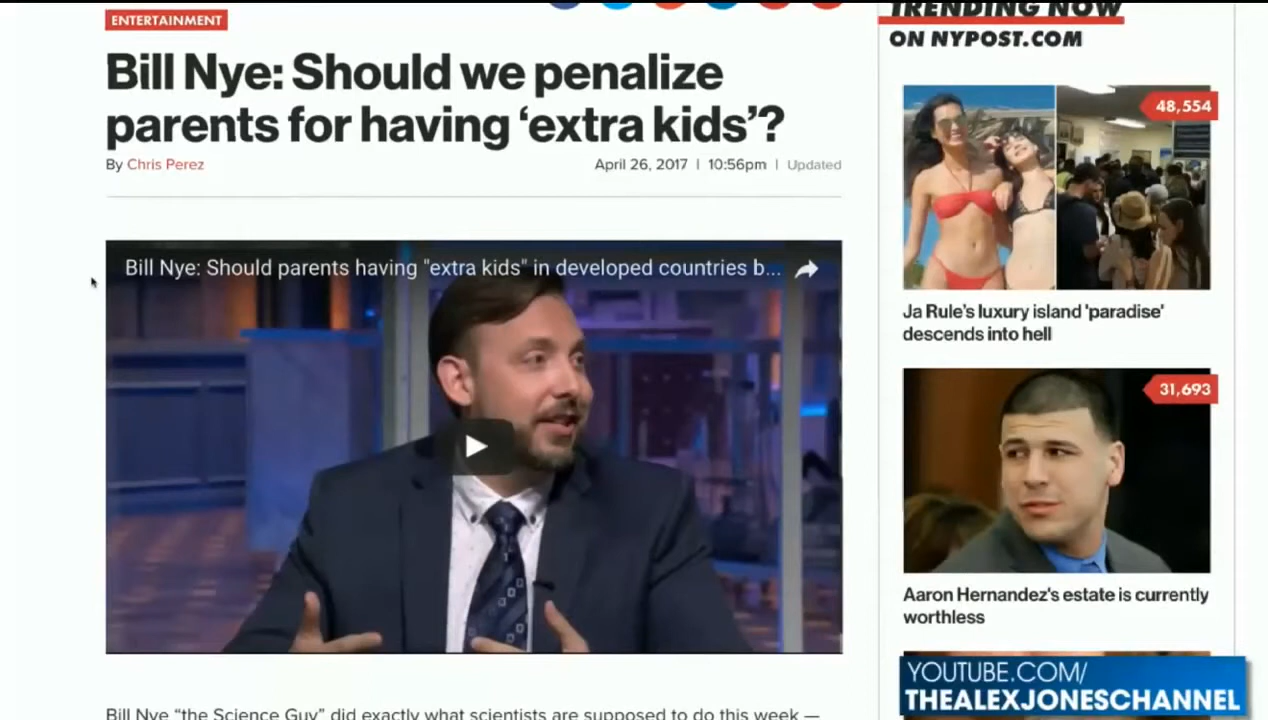 ENTERTAINMENT
Bill Nye: Should we penalize
parents for having ‘extra kids’?
By Chris Perez
April 26, 2017 | 10:56pm | Updated
Bill Nye: Should parents having "extra kids" in developed countries b...
Bill Nye “the Science Guy” did exactly what scientists are supposed to do this week —
TRENDING NOW
ON NYPOST.COM
48,554
Ja Rule's luxury island 'paradise'
descends into hell
31,693
Aaron Hernandez's estate is currently
worthless
YOUTUBE.COM/
THEALEXJONESCHANNEL